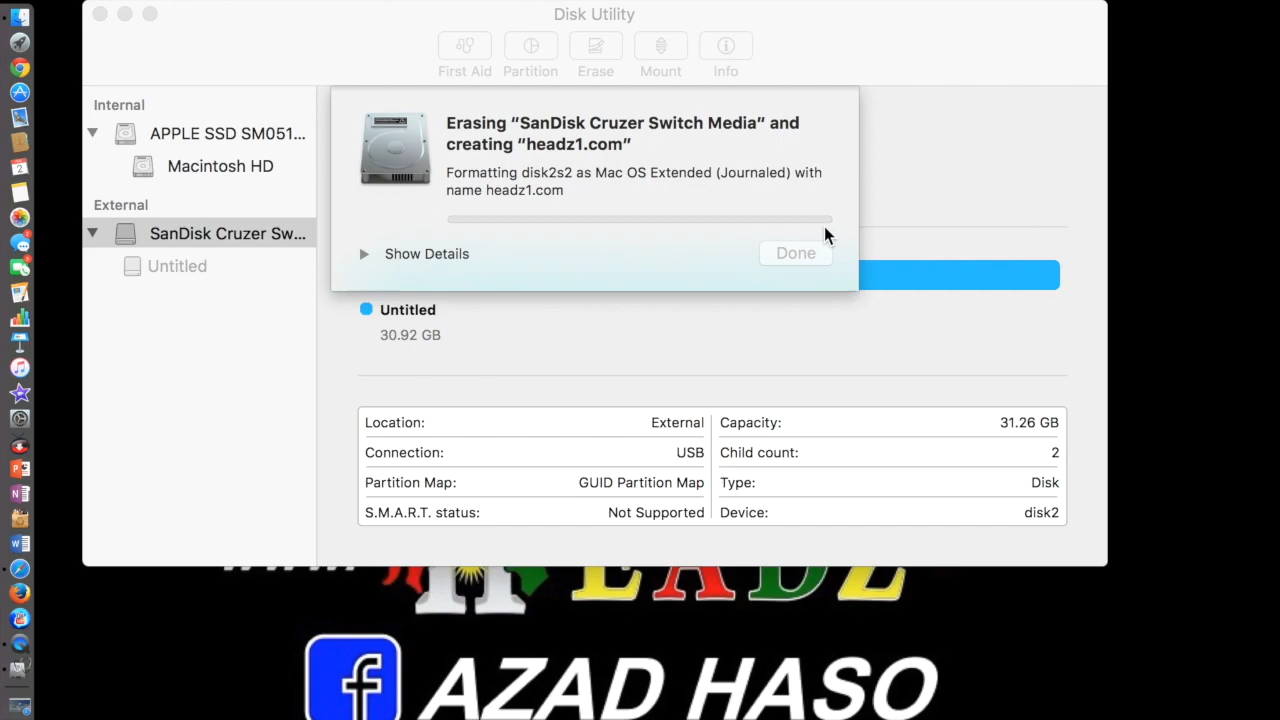 Disk Utility
First Aid
Partition
Erase
Mount
Info
Internal
APPLE SSD SM051...
Macintosh HD
External
SanDisk Cruzer Sw...
Untitled
Erasing “SanDisk Cruzer Switch Media” and
creating “headz1.com”
Formatting disk2s2 as Mac OS Extended (Journaled) with
name headz1.com
Show Details
Done
Untitled
30.92 GB
Location: External
Connection: USB
Partition Map: GUID Partition Map
S.M.A.R.T. status: Not Supported
Capacity: 31.26 GB
Child count: 2
Type: Disk
Device: disk2
HEADZ
f AZAD HASO